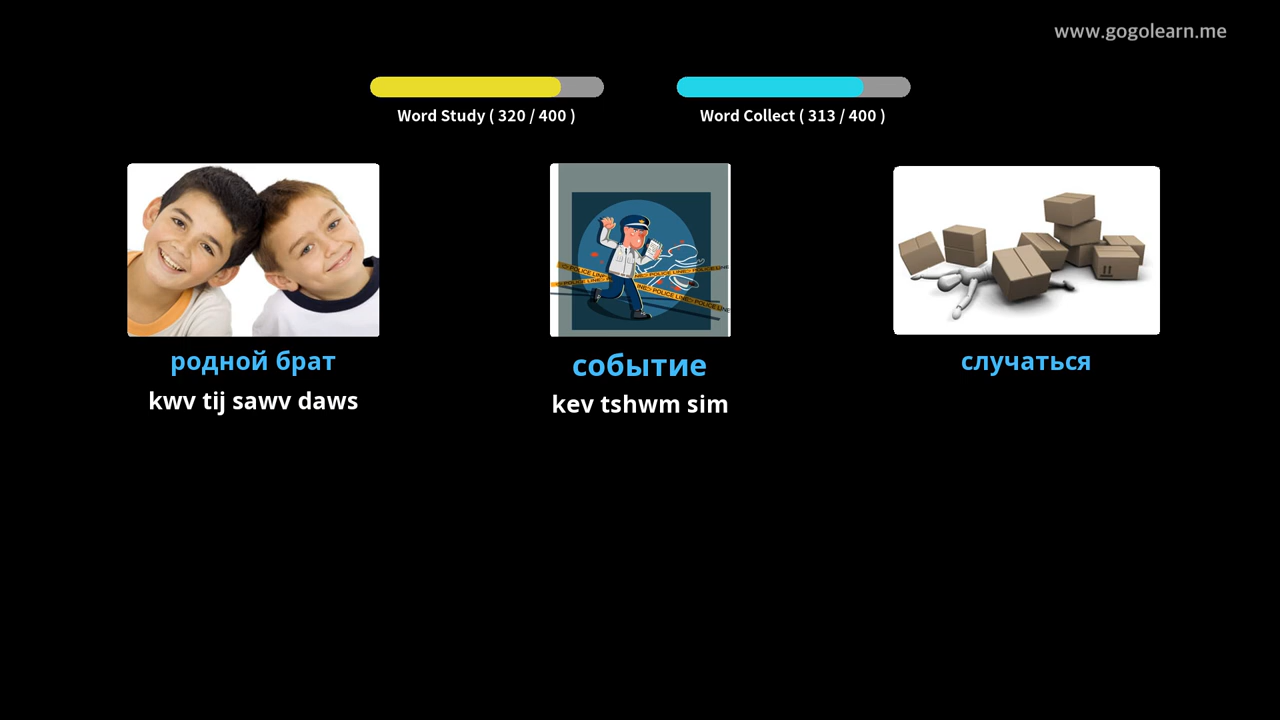 www.gogolearn.me
Word Study ( 320 / 400 )
Word Collect ( 313 / 400 )
родной брат
событие
случаться
kwv tij sawv daws
kev tshwm sim